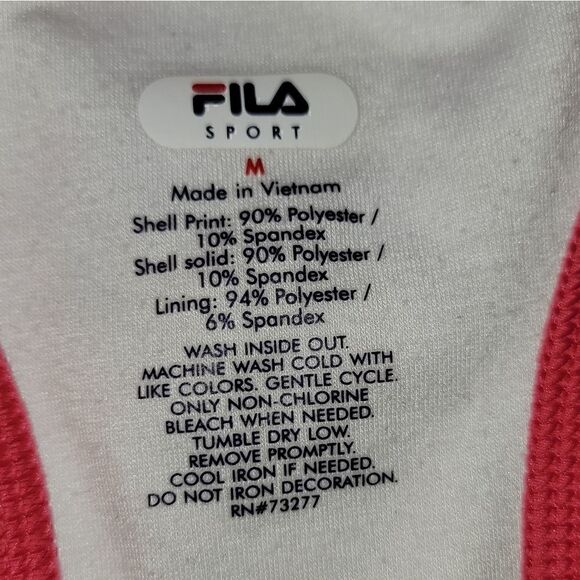 FILA
SPORT
M
Made in Vietnam
Shell Print: 90% Polyester /
10% Spandex
Shell solid: 90% Polyester /
10% Spandex
Lining: 94% Polyester /
6% Spandex
WASH INSIDE OUT.
MACHINE WASH COLD WITH
LIKE COLORS. GENTLE CYCLE.
ONLY NON-CHLORINE
BLEACH WHEN NEEDED.
TUMBLE DRY LOW.
REMOVE PROMPTLY.
COOL IRON IF NEEDED.
DO NOT IRON DECORATION.
RN#73277